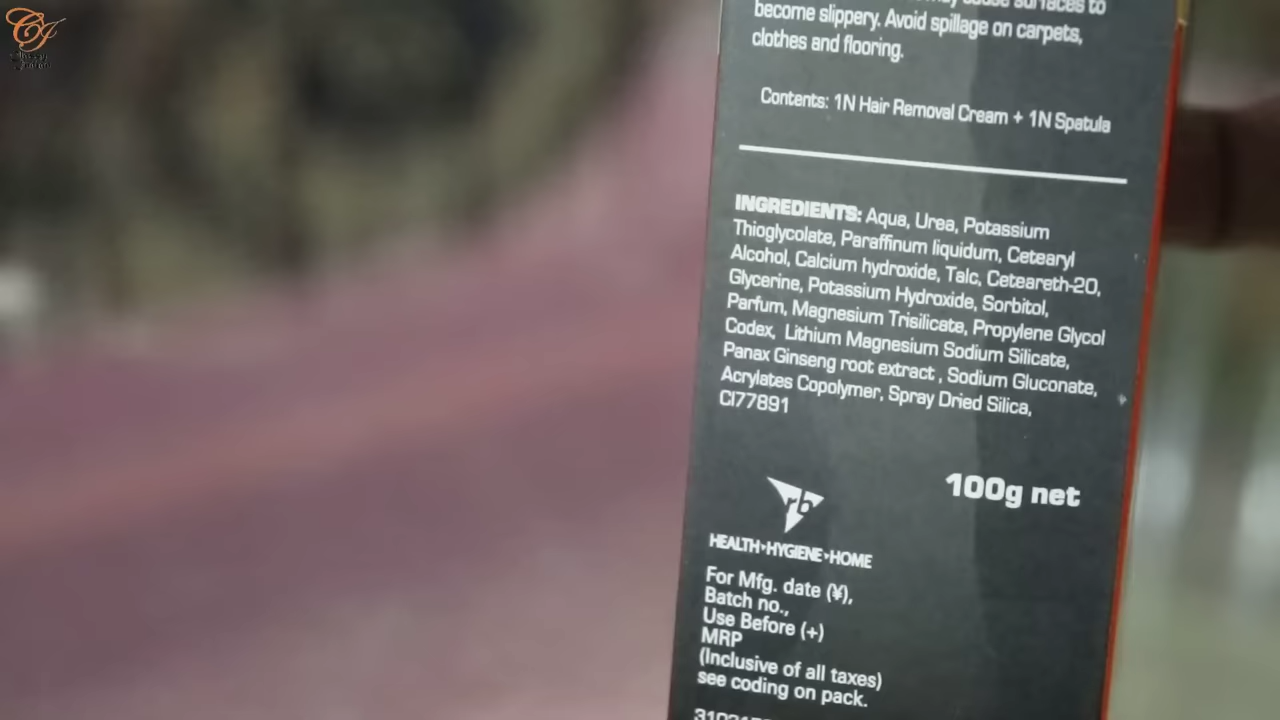 surfaces to
become slippery. Avoid spillage on carpets,
clothes and flooring.
Contents: 1N Hair Removal Cream + 1N Spatula
INGREDIENTS: Aqua, Urea, Potassium
Thioglycolate, Paraffinum liquidum, Cetearyl
Alcohol, Calcium hydroxide, Talc, Ceteareth-20,
Glycerine, Potassium Hydroxide, Sorbitol,
Parfum, Magnesium Trisilicate, Propylene Glycol
Codex, Lithium Magnesium Sodium Silicate,
Panax Ginseng root extract , Sodium Gluconate,
Acrylates Copolymer, Spray Dried Silica,
CI77891
100g net
rb
HEALTH•HYGIENE•HOME
For Mfg. date (¥),
Batch no.,
Use Before (+)
MRP
(Inclusive of all taxes)
see coding on pack.